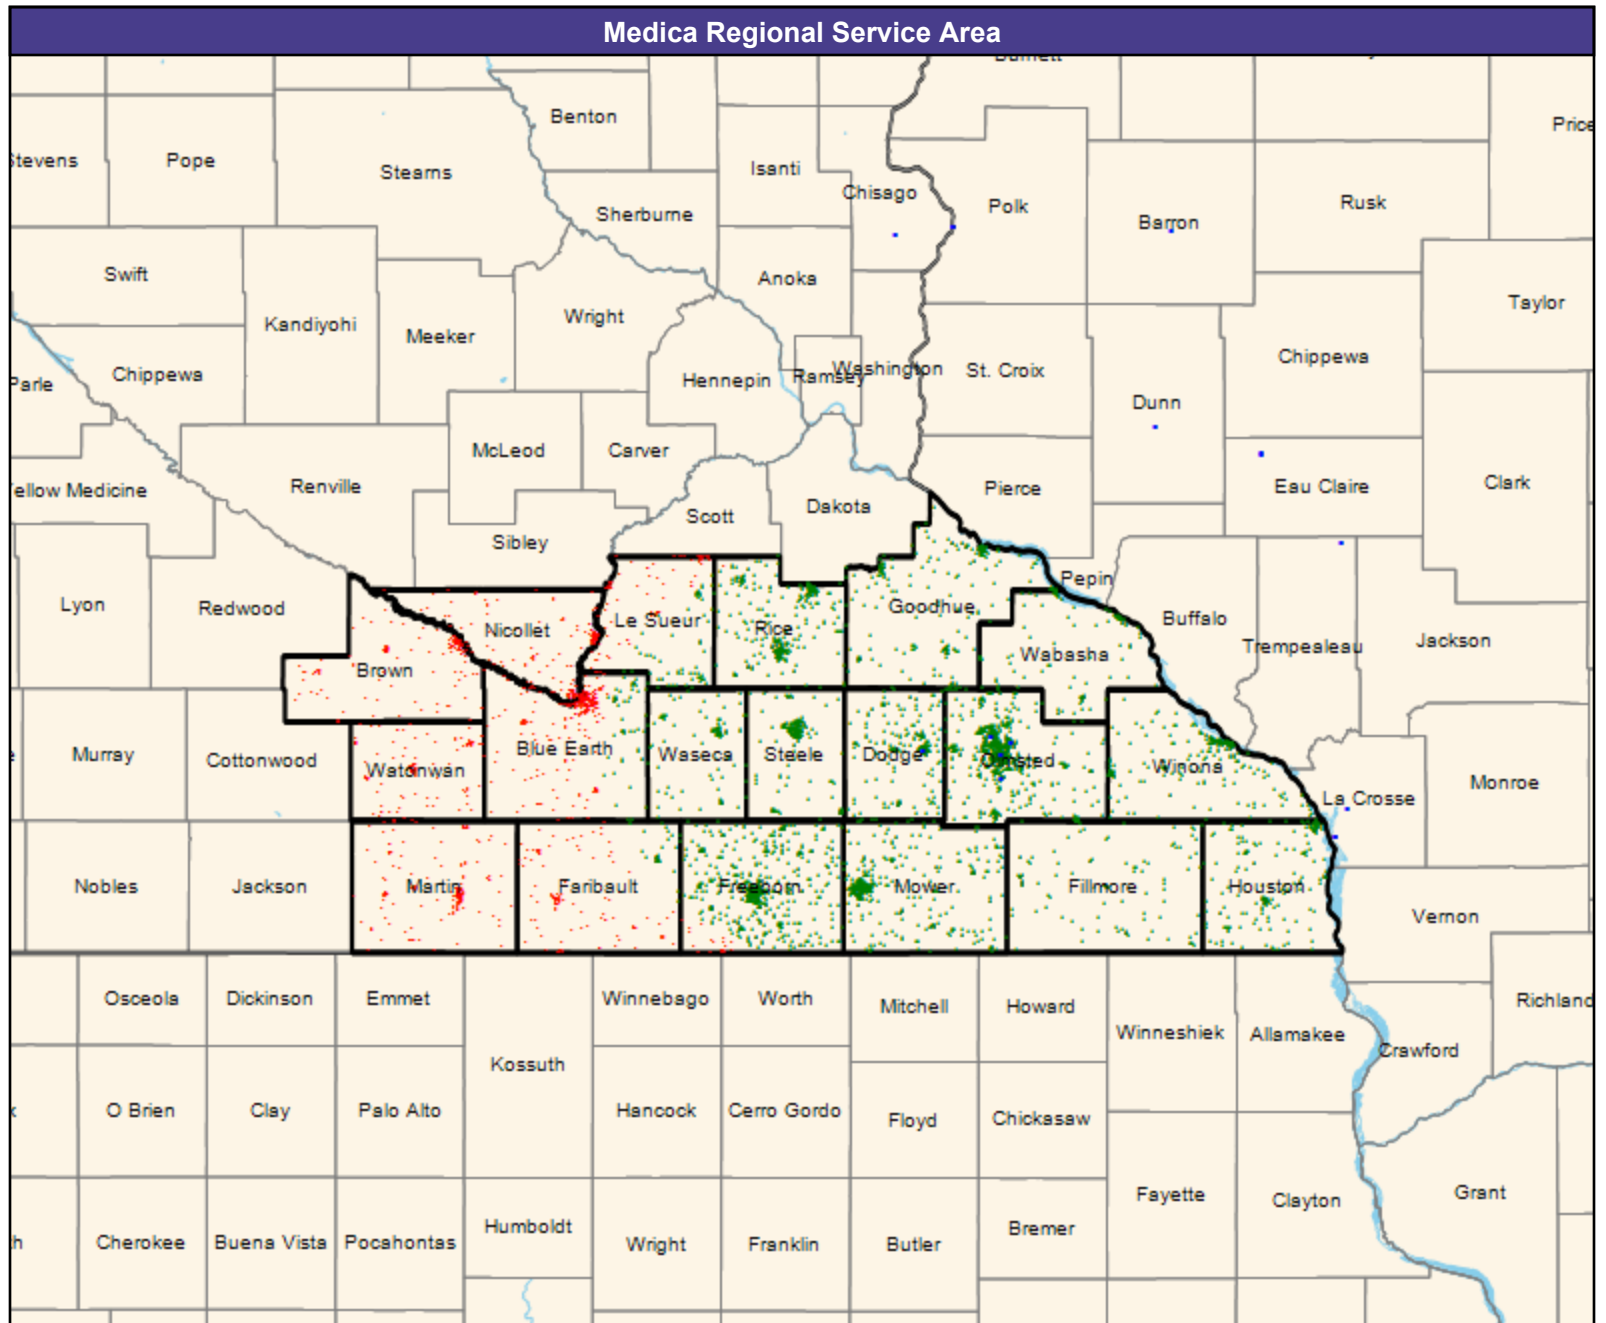 Medica Regional Service Area
Benton
Price
Stevens
Pope
Stearns
Isanti
Chisago
Polk
Barron
Rusk
Sherburne
Swift
Anoka
Taylor
Kandiyohi
Meeker
Wright
Chippewa
Hennepin
Ramsey
Washington
St. Croix
Chippewa
Parle
Dunn
McLeod
Carver
Renville
ellow Medicine
Scott
Dakota
Pierce
Eau Claire
Clark
Sibley
Pepin
Lyon
Redwood
Nicollet
Le Sueur
Rice
Goodhue
Buffalo
Trempealeau
Jackson
Brown
Wabasha
Murray
Cottonwood
Watonwan
Blue Earth
Waseca
Steele
Dodge
Olmsted
Winona
La Crosse
Monroe
Nobles
Jackson
Martin
Faribault
Freeborn
Mower
Fillmore
Houston
Vernon
Osceola
Dickinson
Emmet
Winnebago
Worth
Mitchell
Howard
Winneshiek
Allamakee
Crawford
Richland
Kossuth
O Brien
Clay
Palo Alto
Hancock
Cerro Gordo
Floyd
Chickasaw
Fayette
Clayton
Grant
Cherokee
Buena Vista
Pocahontas
Humboldt
Wright
Franklin
Butler
Bremer